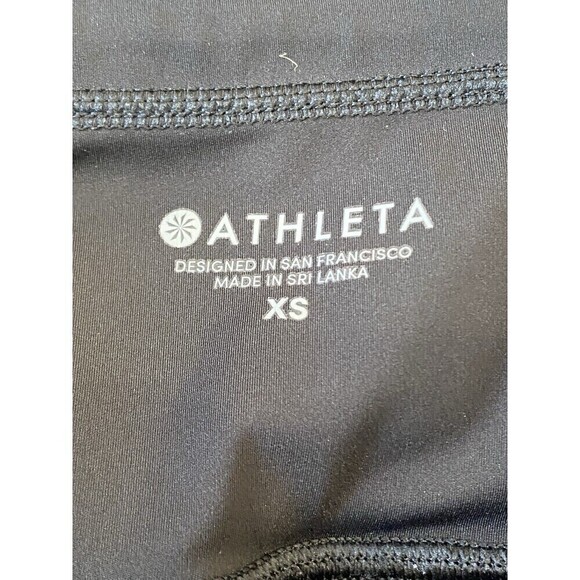 ATHLETA
DESIGNED IN SAN FRANCISCO
MADE IN SRI LANKA
XS